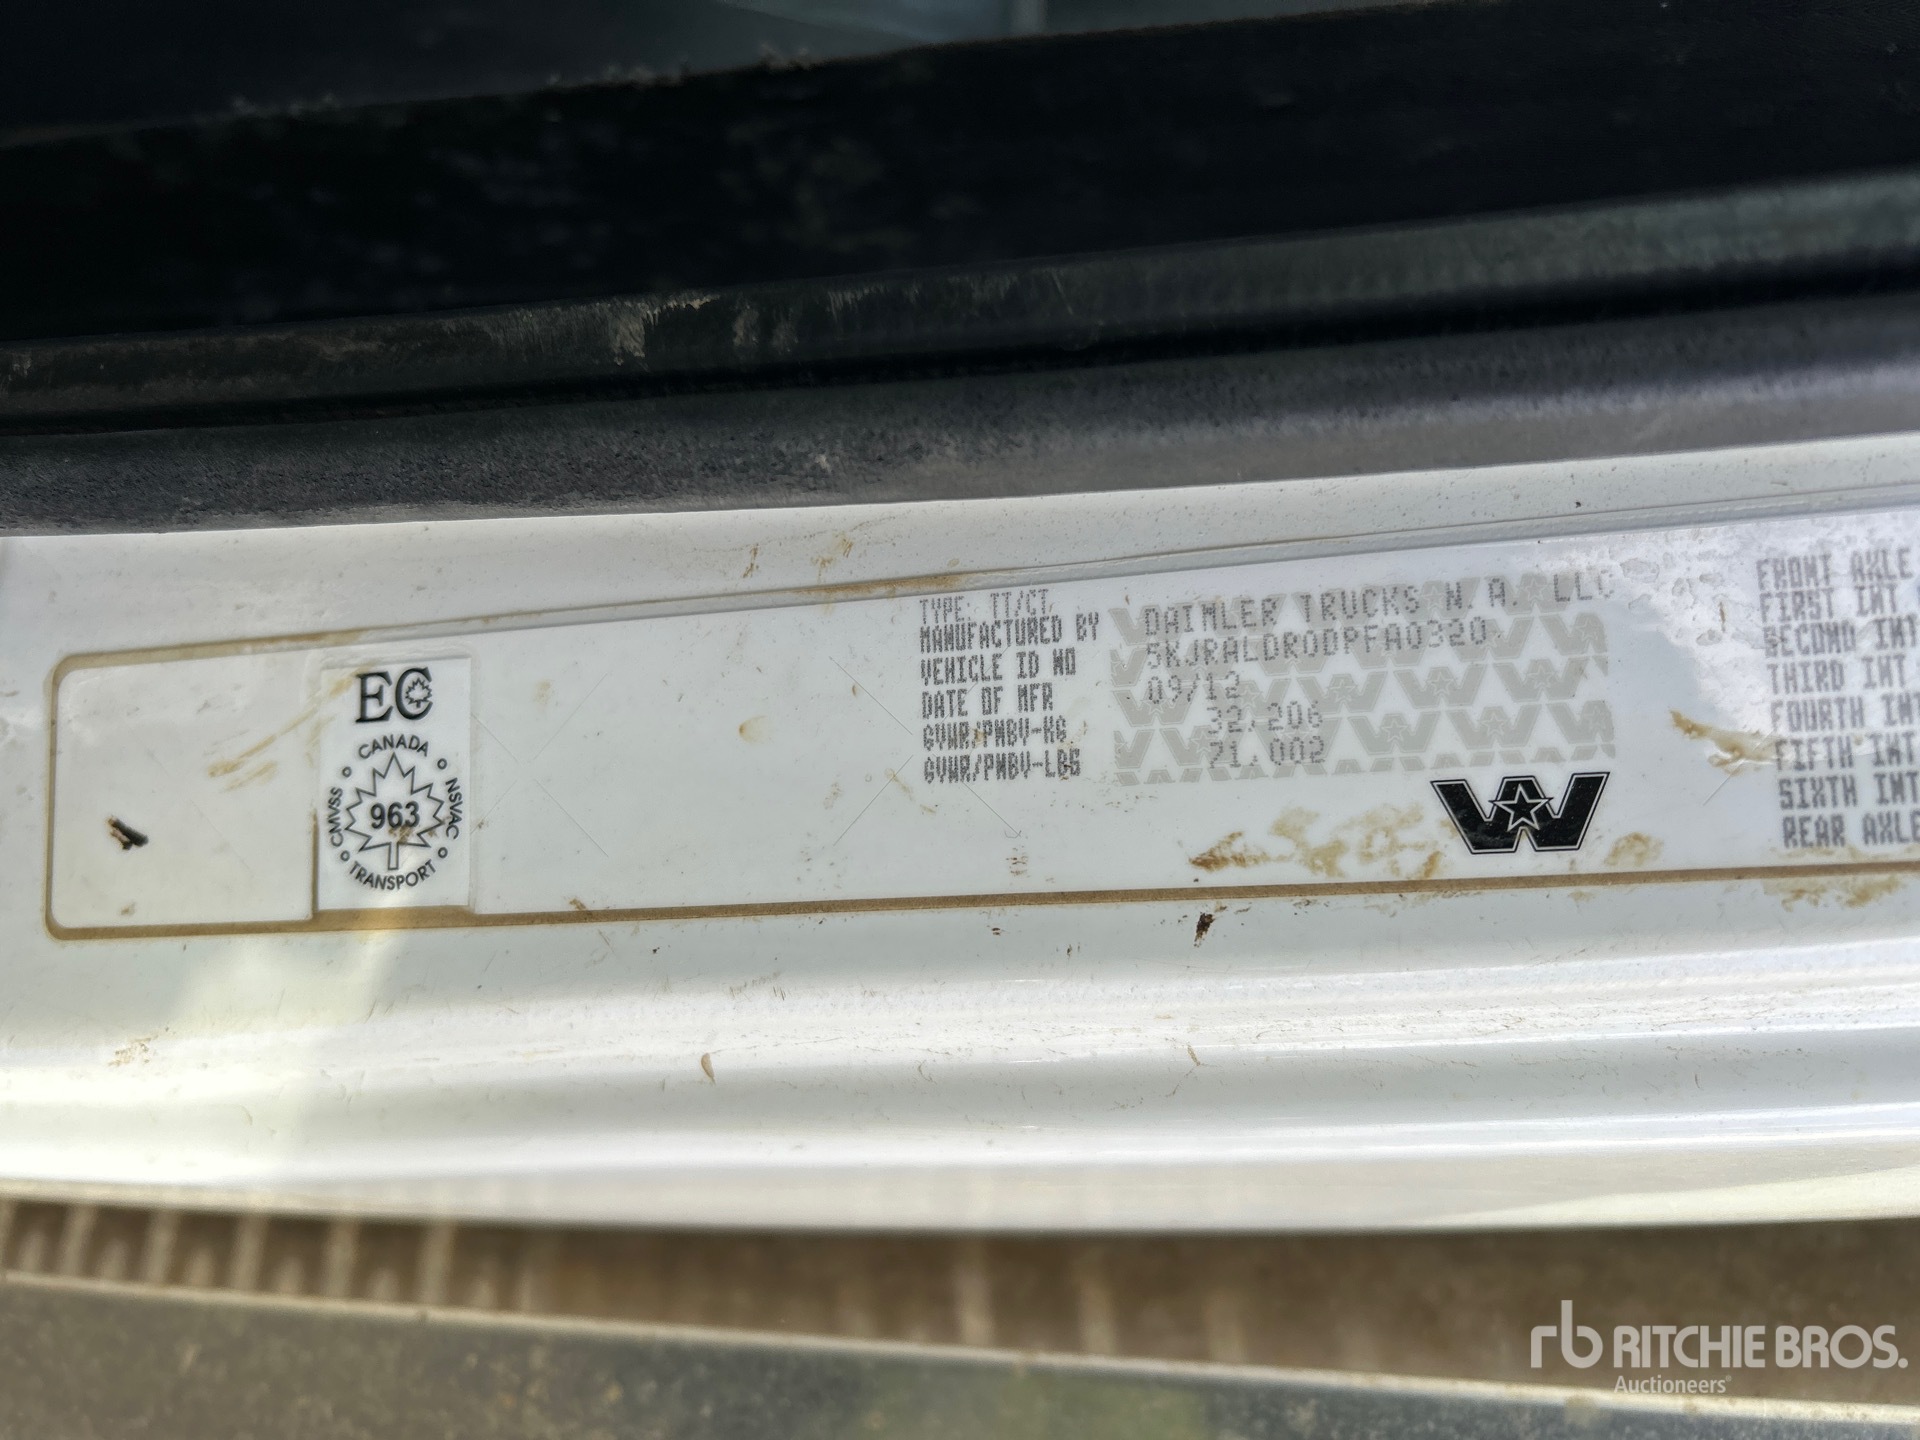 EC
CANADA
CMVSS
963
NSVAC
TRANSPORT
TYPE: TT/CT
MANUFACTURED BY DAIMLER TRUCKS N.A. LLC
VEHICLE ID NO 5KJRALDR0DPFA0320
DATE OF MFR 09/12
GVWR/PNBV-KG 32,206
GVWR/PNBV-LBS 71,002
W
FRONT AXLE
FIRST INT
SECOND INT
THIRD INT
FOURTH INT
FIFTH INT
SIXTH INT
REAR AXLE
rb RITCHIE BROS.
Auctioneers